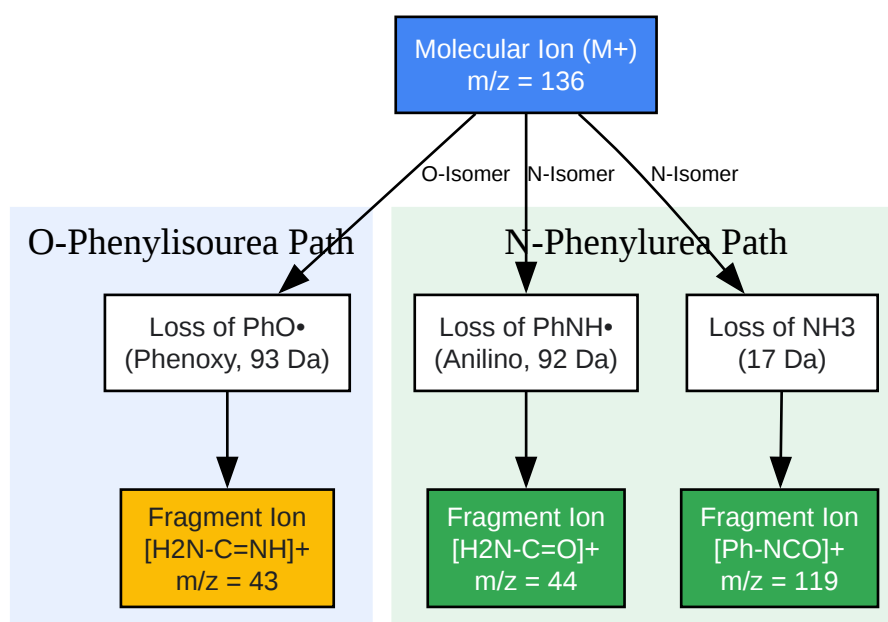 Molecular Ion (M+)
m/z = 136
O-Isomer
N-Isomer
N-Isomer
O-Phenylisourea Path
N-Phenylurea Path
Loss of PhO•
(Phenoxy, 93 Da)
Loss of PhNH•
(Anilino, 92 Da)
Loss of NH3
(17 Da)
Fragment Ion
[H2N-C=NH]+
m/z = 43
Fragment Ion
[H2N-C=O]+
m/z = 44
Fragment Ion
[Ph-NCO]+
m/z = 119